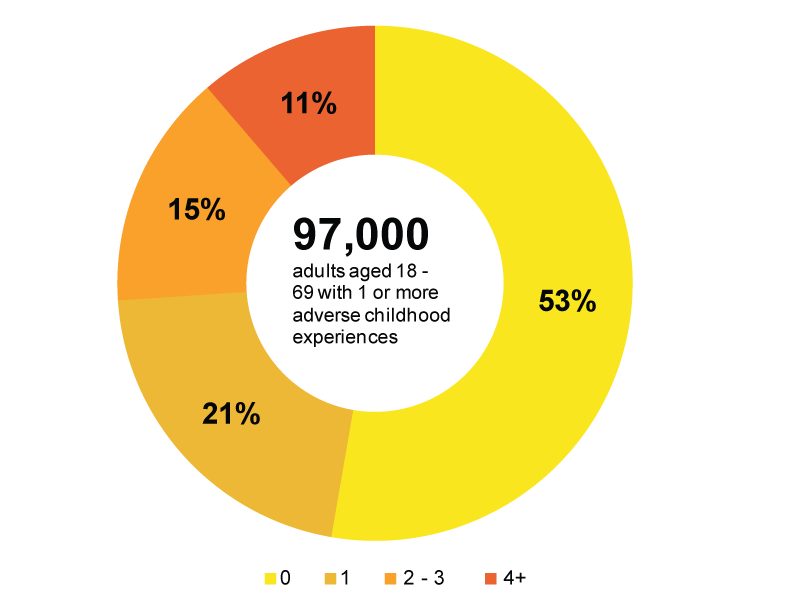 11%
15%
97,000
adults aged 18 -
69 with 1 or more
adverse childhood
experiences
53%
21%
0 1 2 - 3 4+